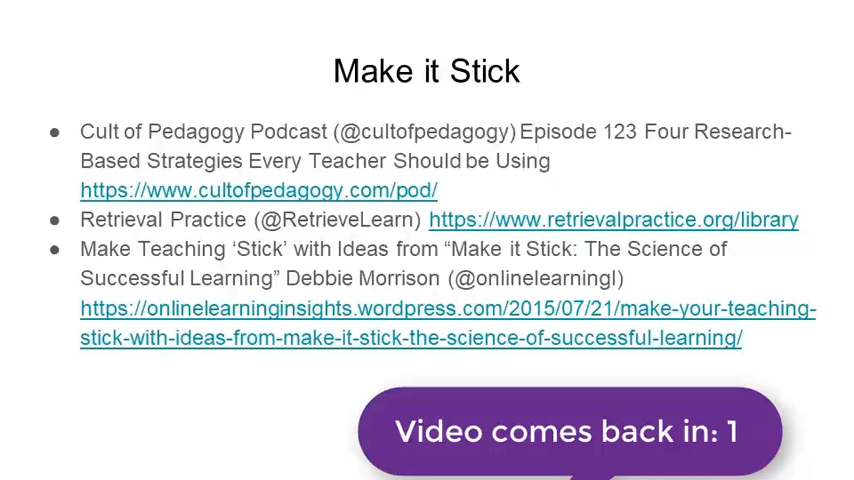 Make it Stick
● Cult of Pedagogy Podcast (@cultofpedagogy) Episode 123 Four Research-
Based Strategies Every Teacher Should be Using
https://www.cultofpedagogy.com/pod/
● Retrieval Practice (@RetrieveLearn) https://www.retrievalpractice.org/library
● Make Teaching ‘Stick’ with Ideas from “Make it Stick: The Science of
Successful Learning” Debbie Morrison (@onlinelearningI)
https://onlinelearninginsights.wordpress.com/2015/07/21/make-your-teaching-
stick-with-ideas-from-make-it-stick-the-science-of-successful-learning/
Video comes back in: 1